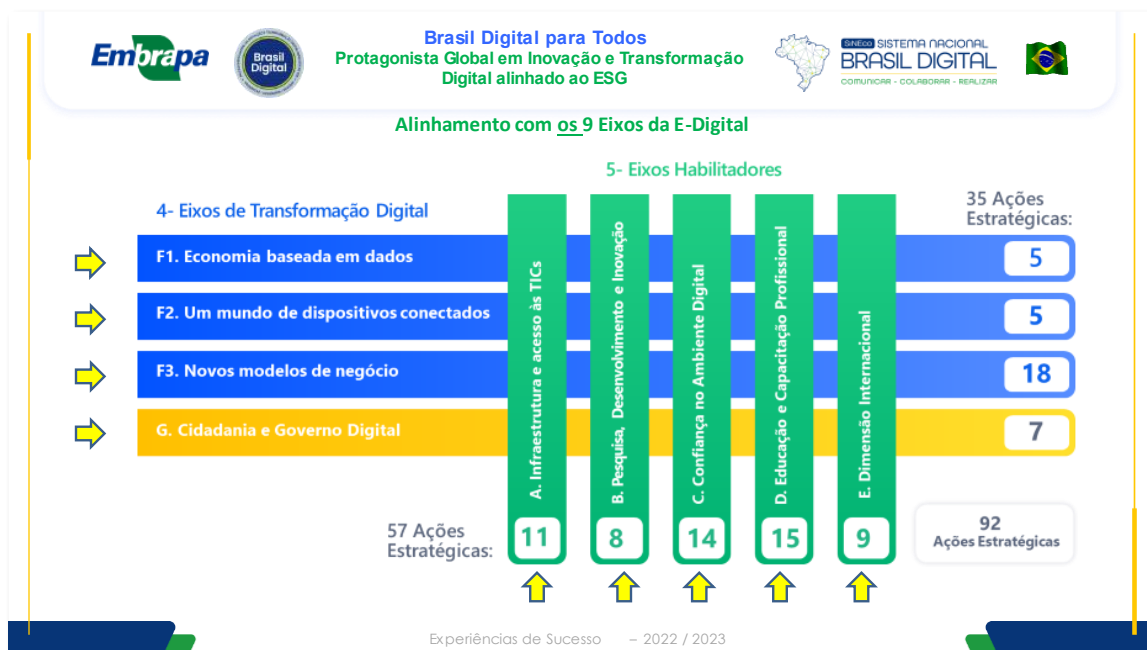 Embrapa
Brasil
Digital
Brasil Digital para Todos
Protagonista Global em Inovação e Transformação
Digital alinhado ao ESG
SiNEco SISTEMA NACIONAL
BRASIL DIGITAL
COMUNICAR - COLABORAR - REALIZAR
Alinhamento com os 9 Eixos da E-Digital
5- Eixos Habilitadores
4- Eixos de Transformação Digital
35 Ações
Estratégicas:
F1. Economia baseada em dados
5
F2. Um mundo de dispositivos conectados
5
F3. Novos modelos de negócio
18
G. Cidadania e Governo Digital
7
A. Infraestrutura e acesso às TICs
B. Pesquisa, Desenvolvimento e Inovação
C. Confiança no Ambiente Digital
D. Educação e Capacitação Profissional
E. Dimensão Internacional
57 Ações
Estratégicas:
11
8
14
15
9
92
Ações Estratégicas
Experiências de Sucesso – 2022 / 2023